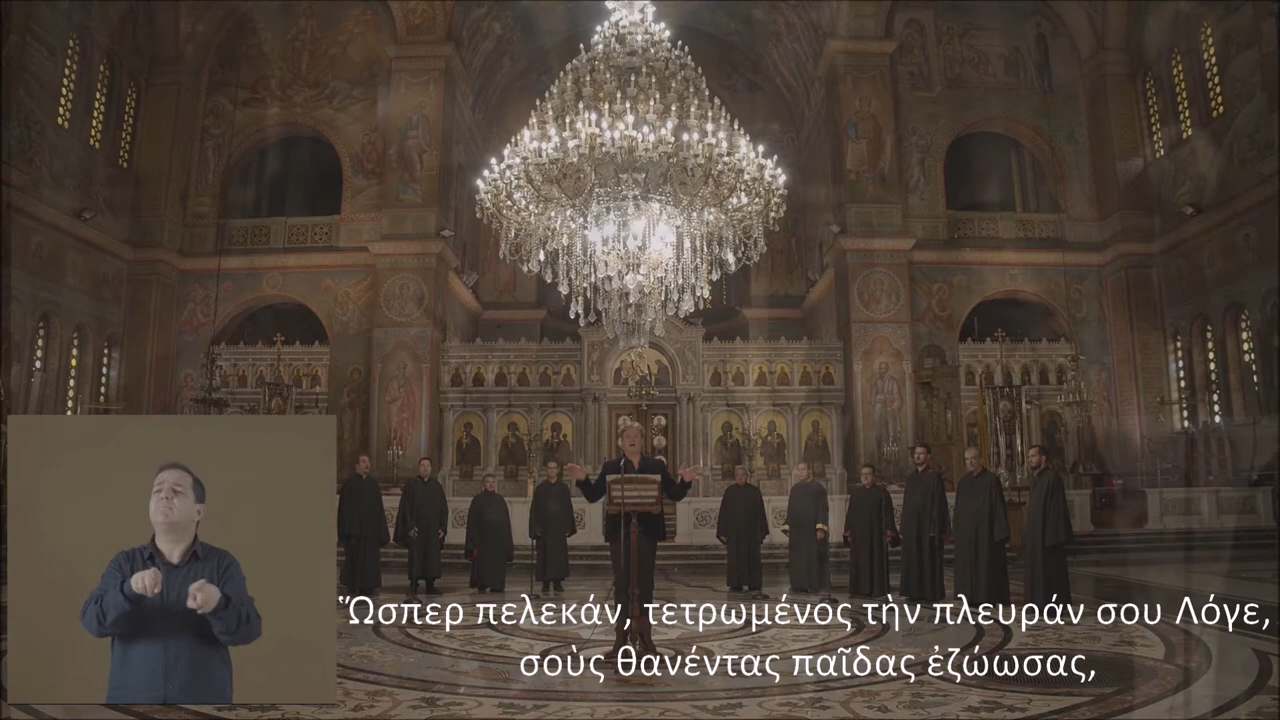 Ὥσπερ πελεκάν, τετρωμένος τὴν πλευράν σου Λόγε,
σοὺς θανέντας παῖδας ἐζώωσας,